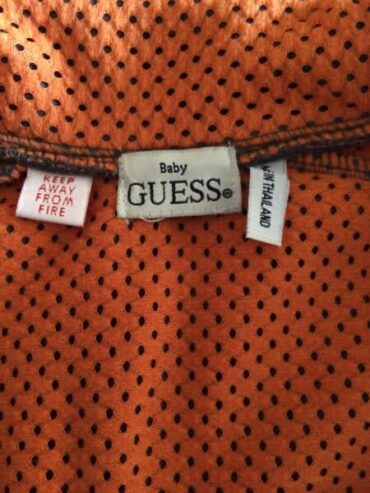 KEEP
AWAY
FROM
FIRE
Baby
GUESS®
IN THAILAND